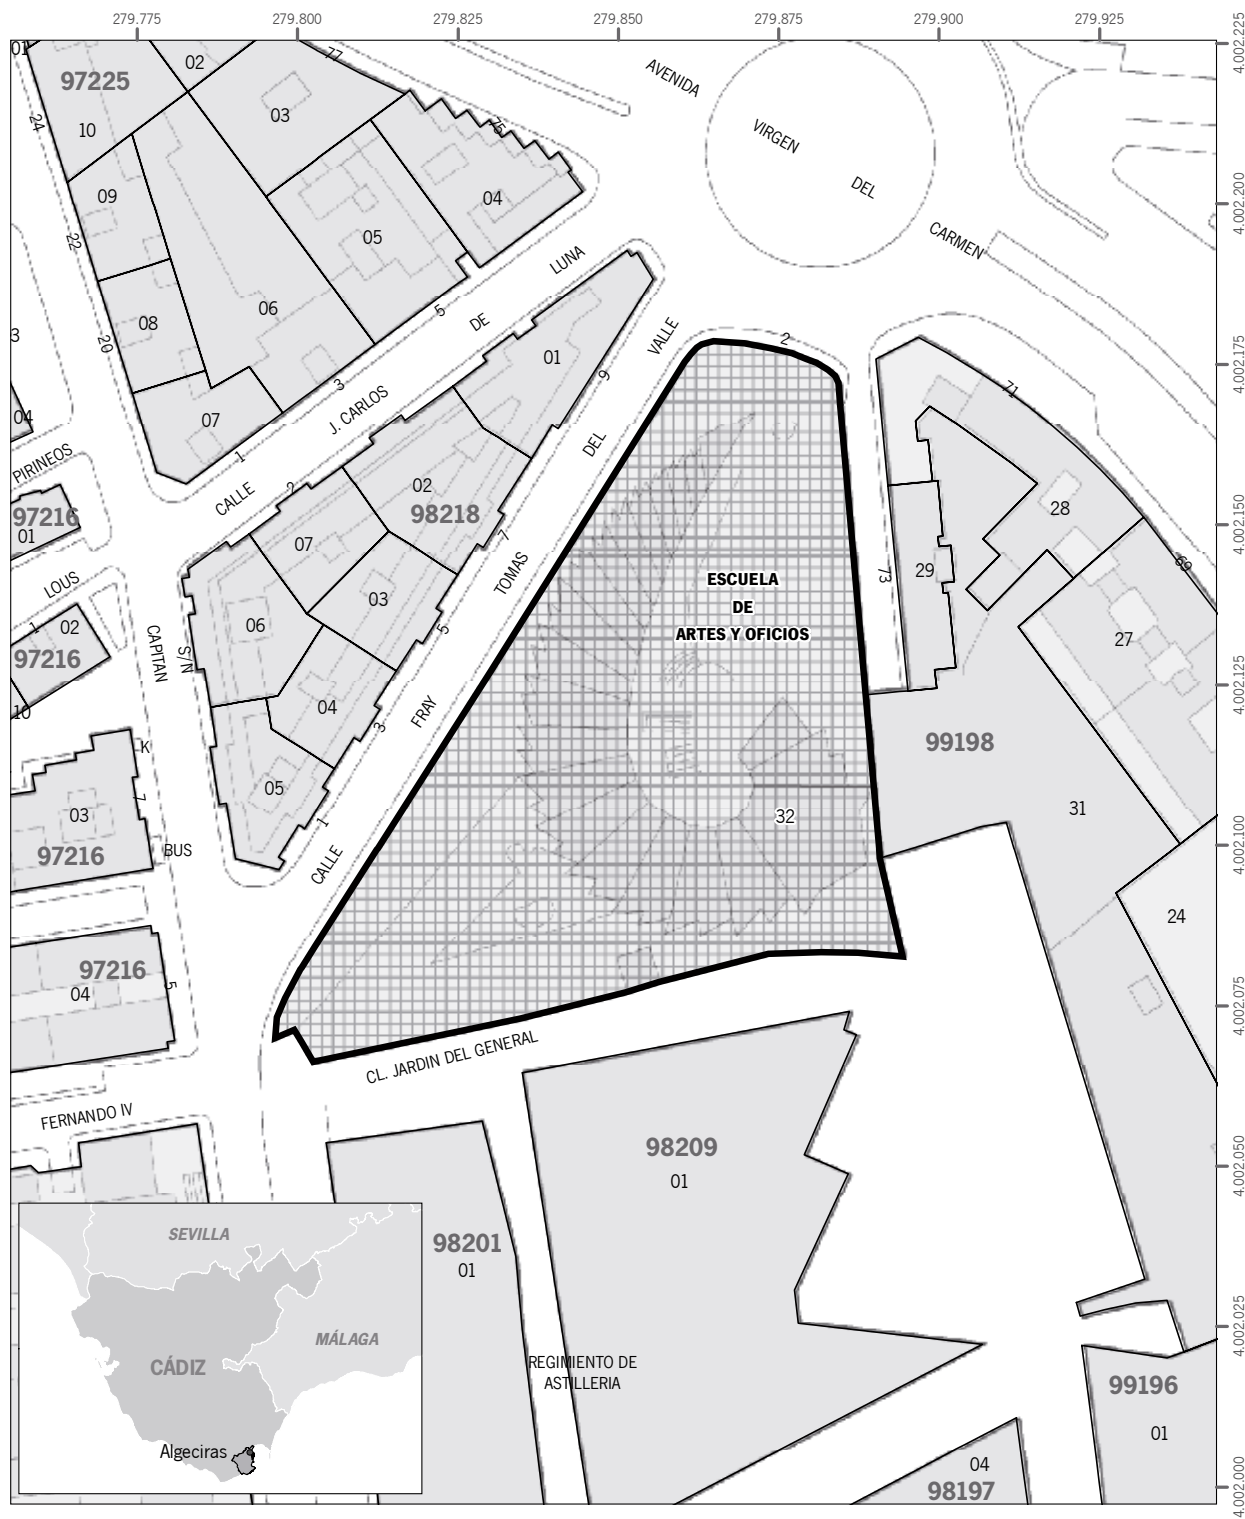 279.775
279.800
279.825
279.850
279.875
279.900
279.925
4.002.225
4.002.200
4.002.175
4.002.150
4.002.125
4.002.100
4.002.075
4.002.050
4.002.025
4.002.000
01
02
77
97225
10
24
03
75
AVENIDA
VIRGEN
DEL
CARMEN
09
04
05
22
06
08
20
07
5
3
1
LUNA
DE
J. CARLOS
CALLE
3
04
PIRINEOS
97216
01
LOUS
1
02
97216
10
CAPITAN
S/N
01
9
02
98218
2
07
7
03
06
5
04
3
05
1
VALLE
DEL
TOMAS
FRAY
CALLE
2
ESCUELA
DE
ARTES Y OFICIOS
32
73
71
28
29
69
27
99198
31
24
K
7
03
97216
BUS
97216
04
5
CL. JARDIN DEL GENERAL
FERNANDO IV
98209
01
98201
01
REGIMIENTO DE
ASTILLERIA
99196
01
04
98197
SEVILLA
MÁLAGA
CÁDIZ
Algeciras